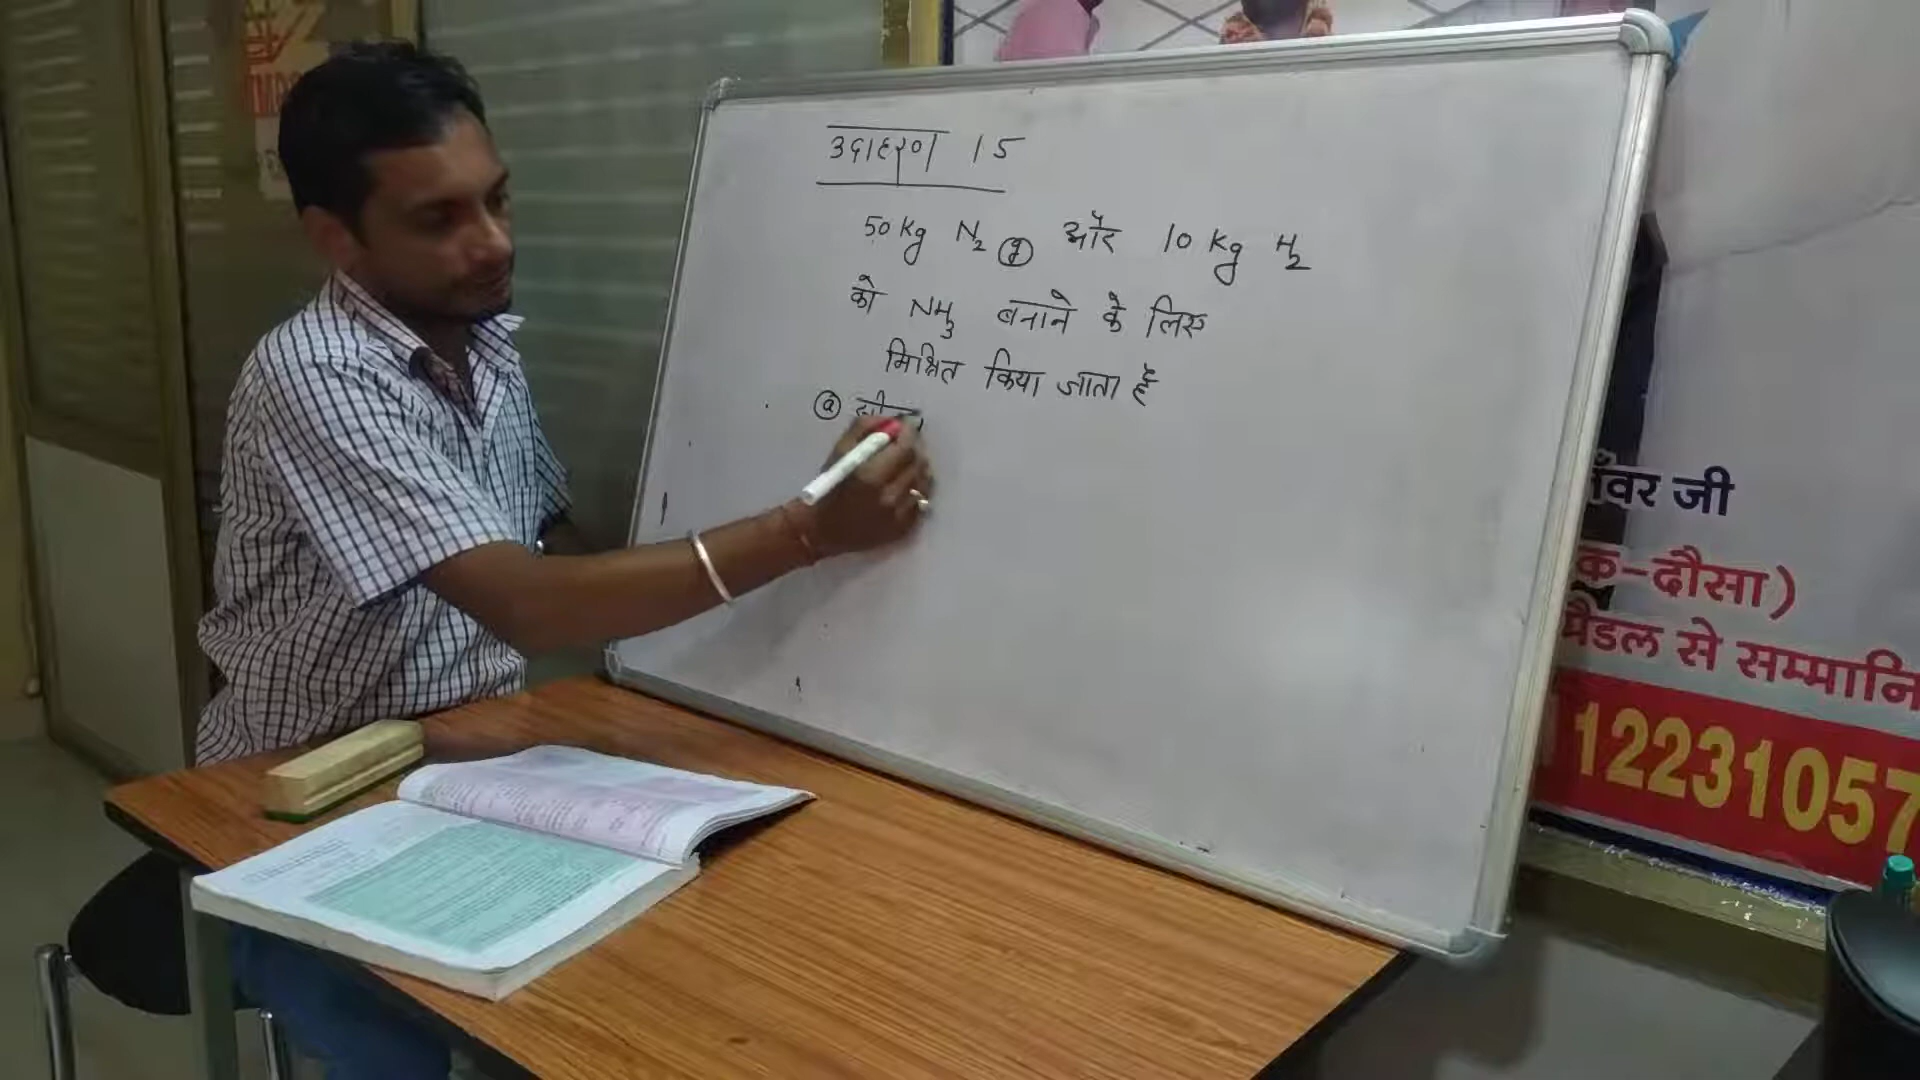 उदाहरण 15
50 Kg N₂ (g) और 10 Kg H₂
को NH₃ बनाने के लिए
मिश्रित किया जाता है
ⓐ
वर जी
क-दौसा)
मैडल से सम्मानि
12231057